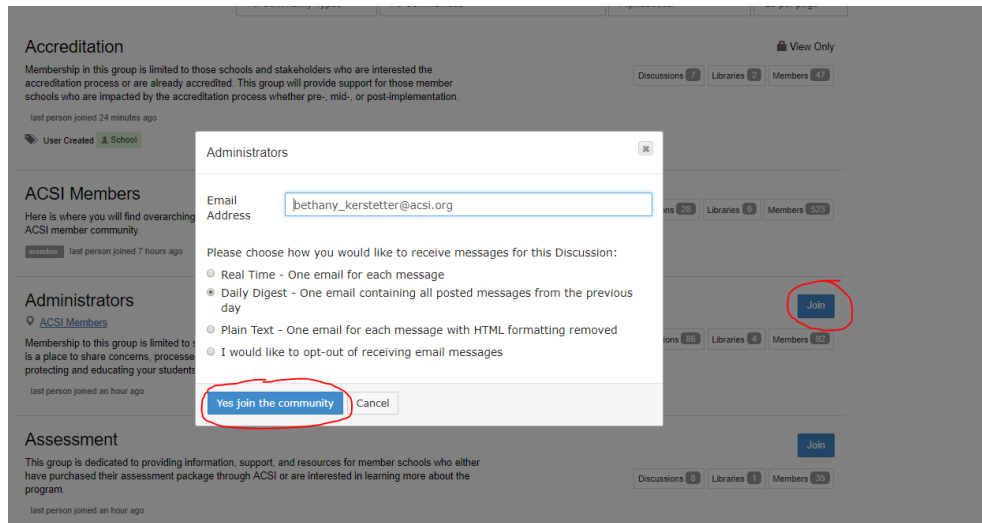 Accreditation
View Only
Membership in this group is limited to those schools and stakeholders who are interested the
accreditation process or are already accredited. This group will provide support for those member
schools who are impacted by the accreditation process whether pre-, mid-, or post-implementation.
Discussions 7 Libraries 2 Members 47
last person joined 24 minutes ago
User Created School
Administrators
Email
Address
bethany_kerstetter@acsi.org
Please choose how you would like to receive messages for this Discussion:
Real Time - One email for each message
Daily Digest - One email containing all posted messages from the previous
day
Plain Text - One email for each message with HTML formatting removed
I would like to opt-out of receiving email messages
Yes join the community Cancel
ACSI Members
Here is where you will find overarching
ACSI member community.
28 Libraries 0 Members 523
member last person joined 7 hours ago
Administrators
Join
ACSI Members
Membership to this group is limited to
is a place to share concerns,
protecting and educating your students
86 Libraries 4 Members 92
last person joined an hour ago
Assessment
Join
This group is dedicated to providing information, support, and resources for member schools who either
have purchased their assessment package through ACSI or are interested in learning more about the
program.
Discussions 8 Libraries 1 Members 35
last person joined an hour ago